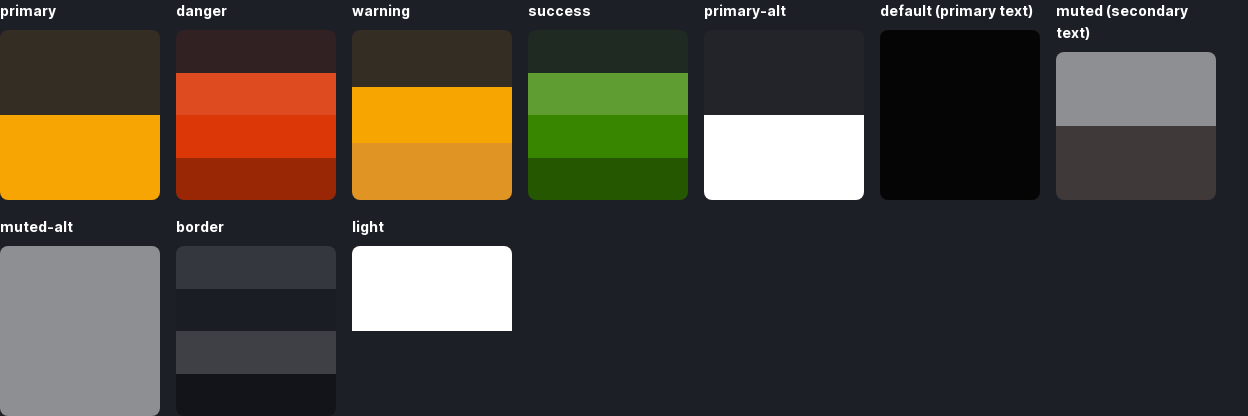 primary
danger
warning
success
primary-alt
default (primary text)
muted (secondary
text)
muted-alt
border
light